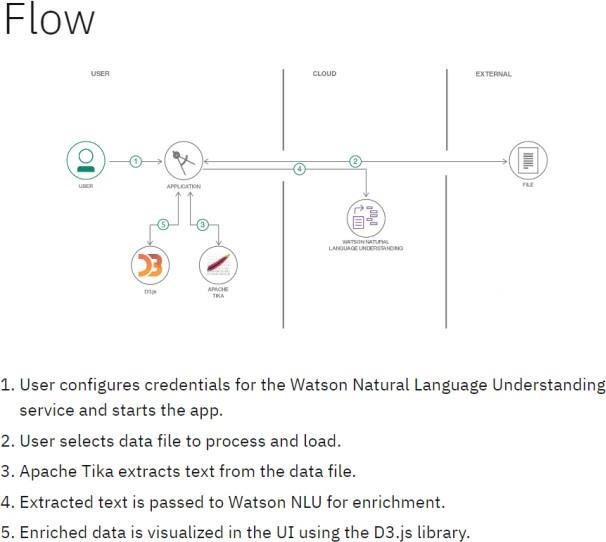 Flow
USER
CLOUD
EXTERNAL
1
2
4
USER
APPLICATION
FILE
5
3
WATSON NATURAL
LANGUAGE UNDERSTANDING
D3.js
APACHE
TIKA
1. User configures credentials for the Watson Natural Language Understanding
service and starts the app.
2. User selects data file to process and load.
3. Apache Tika extracts text from the data file.
4. Extracted text is passed to Watson NLU for enrichment.
5. Enriched data is visualized in the UI using the D3.js library.